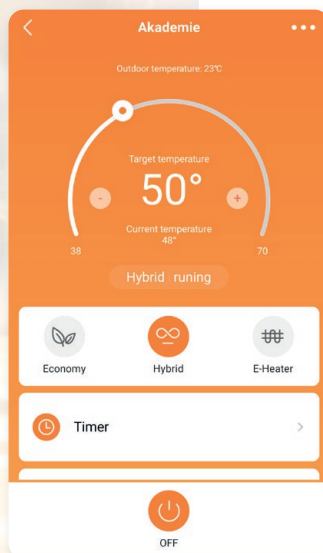 Akademie
Outdoor temperature: 23℃
Target temperature
- 50° +
Current temperature
48°
38 70
Hybrid runing
Economy Hybrid E-Heater
Timer
OFF